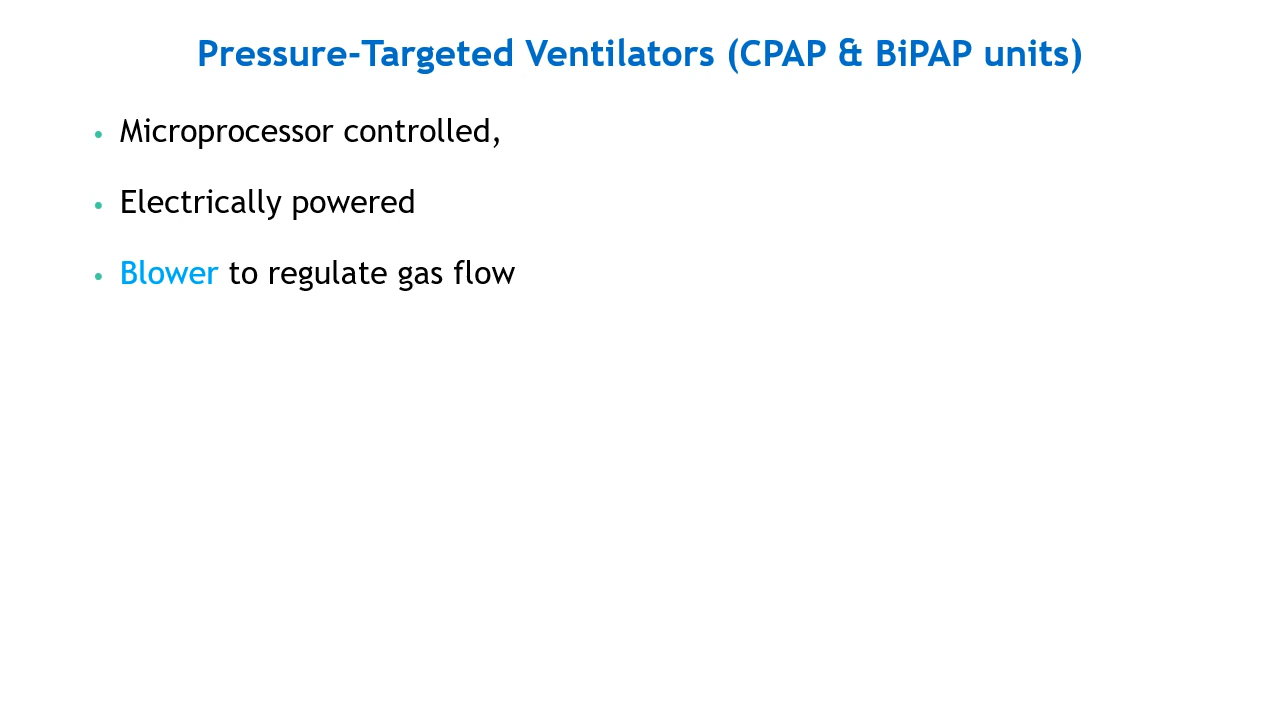 Pressure-Targeted Ventilators (CPAP & BiPAP units)
• Microprocessor controlled,
• Electrically powered
• Blower to regulate gas flow